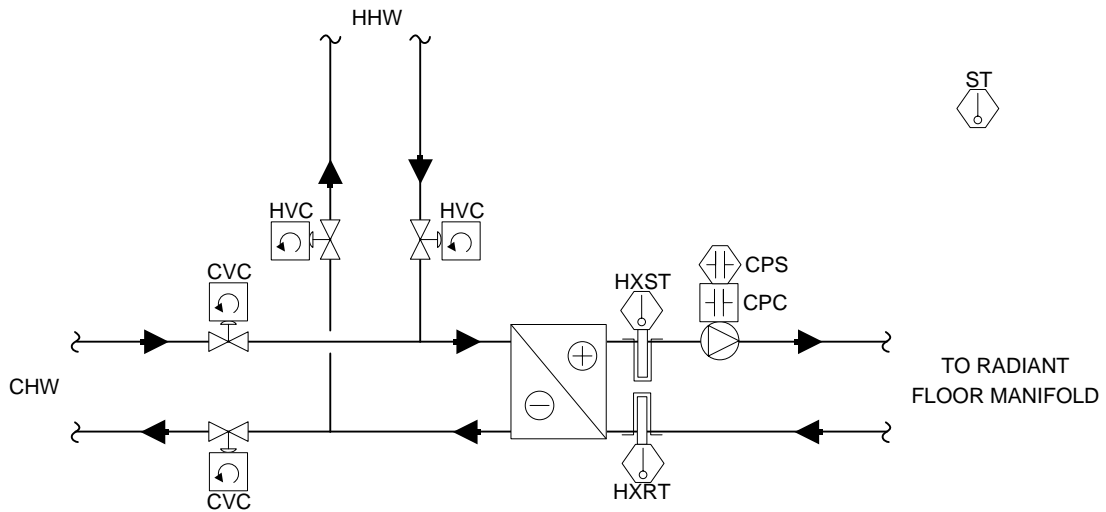 HHW
ST
HVC
HVC
CVC
HXST
CPS
CPC
CHW
TO RADIANT
FLOOR MANIFOLD
CVC
HXRT